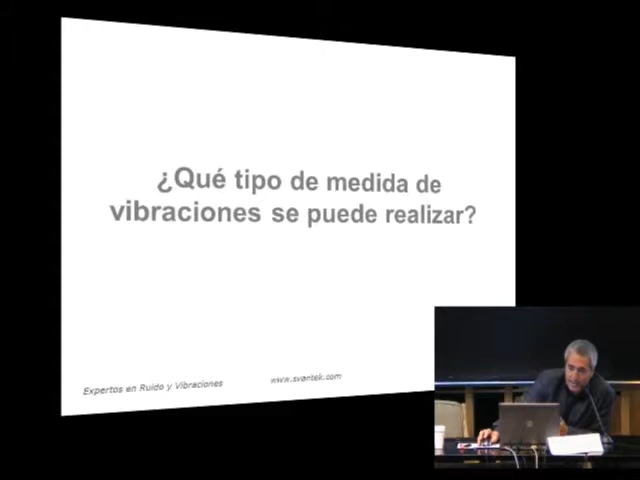 ¿Qué tipo de medida de
vibraciones se puede realizar?
Expertos en Ruido y Vibraciones
www.svantek.com